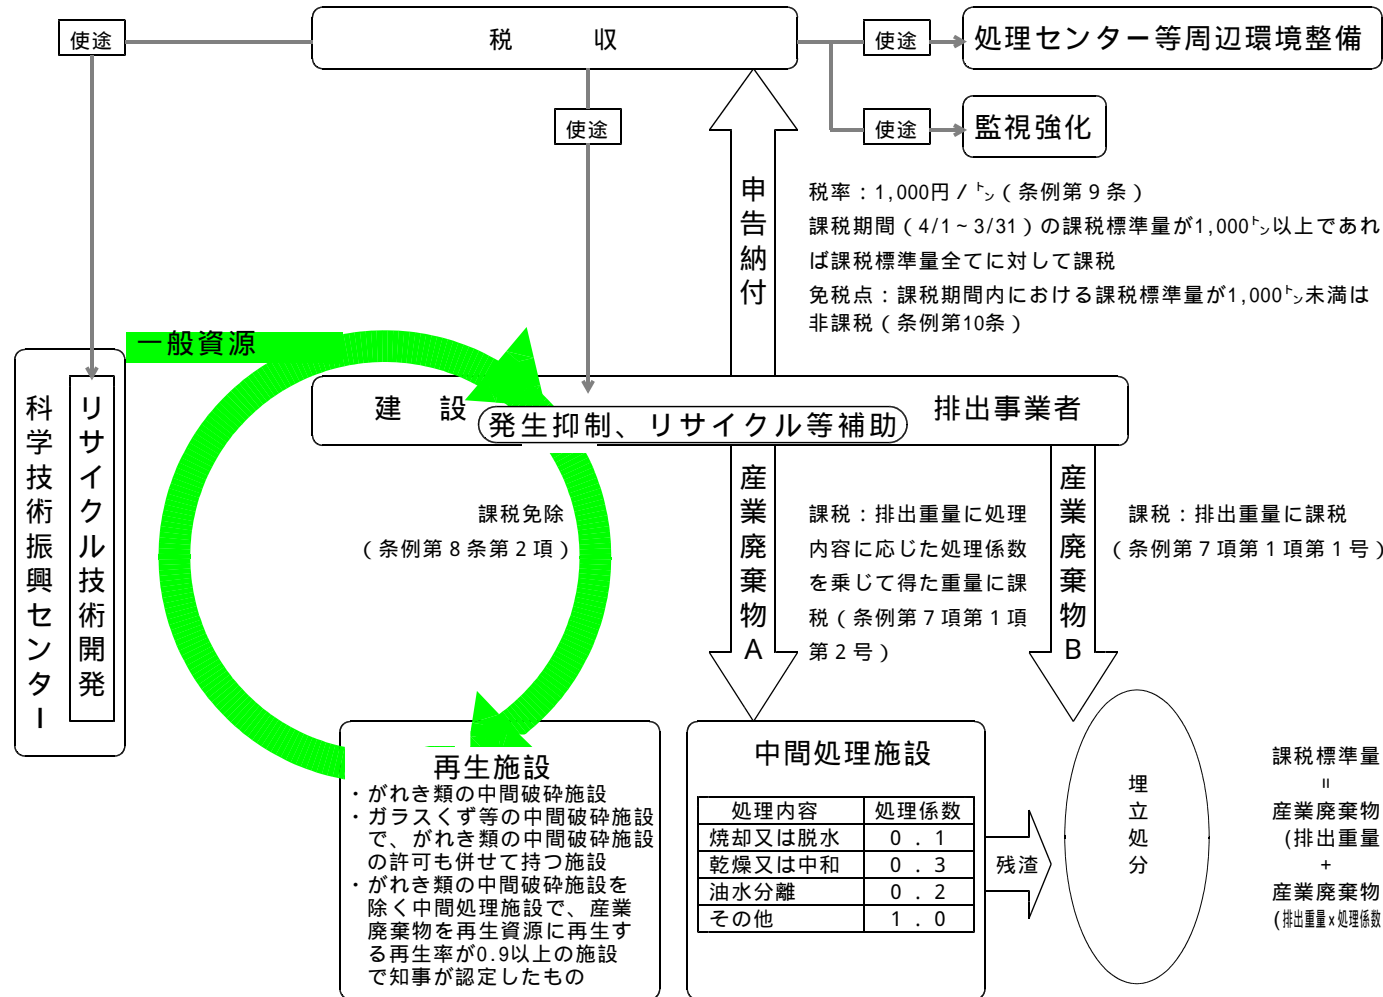 使途
税　　収
使途
処理センター等周辺環境整備
使途
使途
監視強化
申告納付
税率：1,000円／㌧（条例第９条）
課税期間（4/1～3/31）の課税標準量が1,000㌧以上であれ
ば課税標準量全てに対して課税
免税点：課税期間内における課税標準量が1,000㌧未満は
非課税（条例第10条）
一般資源
科学技術振興センター
リサイクル技術開発
建　設
排出事業者
発生抑制、リサイクル等補助
課税免除
（条例第８条第２項）
産業廃棄物A
課税：排出重量に処理
内容に応じた処理係数
を乗じて得た重量に課
税（条例第７項第１項
第２号）
産業廃棄物B
課税：排出重量に課税
（条例第７項第１項第１号）
再生施設
・がれき類の中間破砕施設
・ガラスくず等の中間破砕施設
で、がれき類の中間破砕施設
の許可も併せて持つ施設
・がれき類の中間破砕施設を
除く中間処理施設で、産業
廃棄物を再生資源に再生す
る再生率が0.9以上の施設
で知事が認定したもの
中間処理施設
処理内容　処理係数
焼却又は脱水　０．１
乾燥又は中和　０．３
油水分離　０．２
その他　１．０
残渣
埋立処分
課税標準量
＝
産業廃棄物
(排出重量
＋
産業廃棄物
(排出重量×処理係数